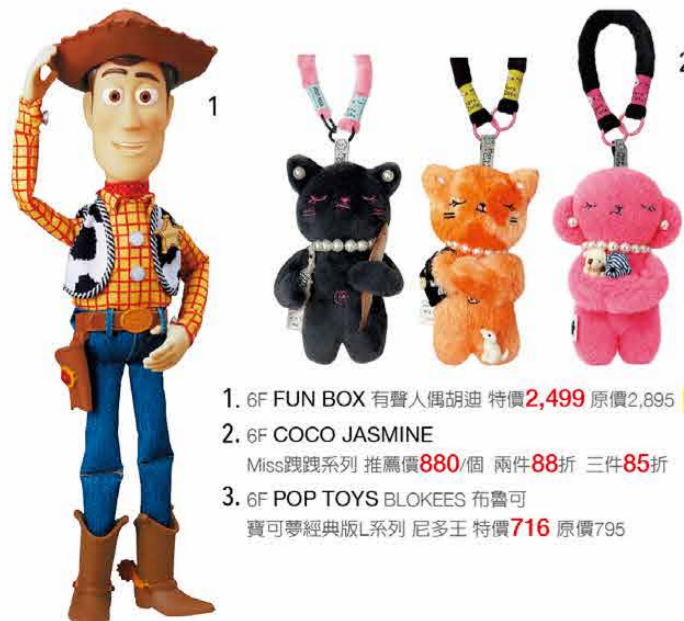 1
2
1. 6F FUN BOX 有聲人偶胡迪 特價2,499 原價2,895
2. 6F COCO JASMINE
Miss跩跩系列 推薦價880/個 兩件88折 三件85折
3. 6F POP TOYS BLOKEES 布魯可
寶可夢經典版L系列 尼多王 特價716 原價795